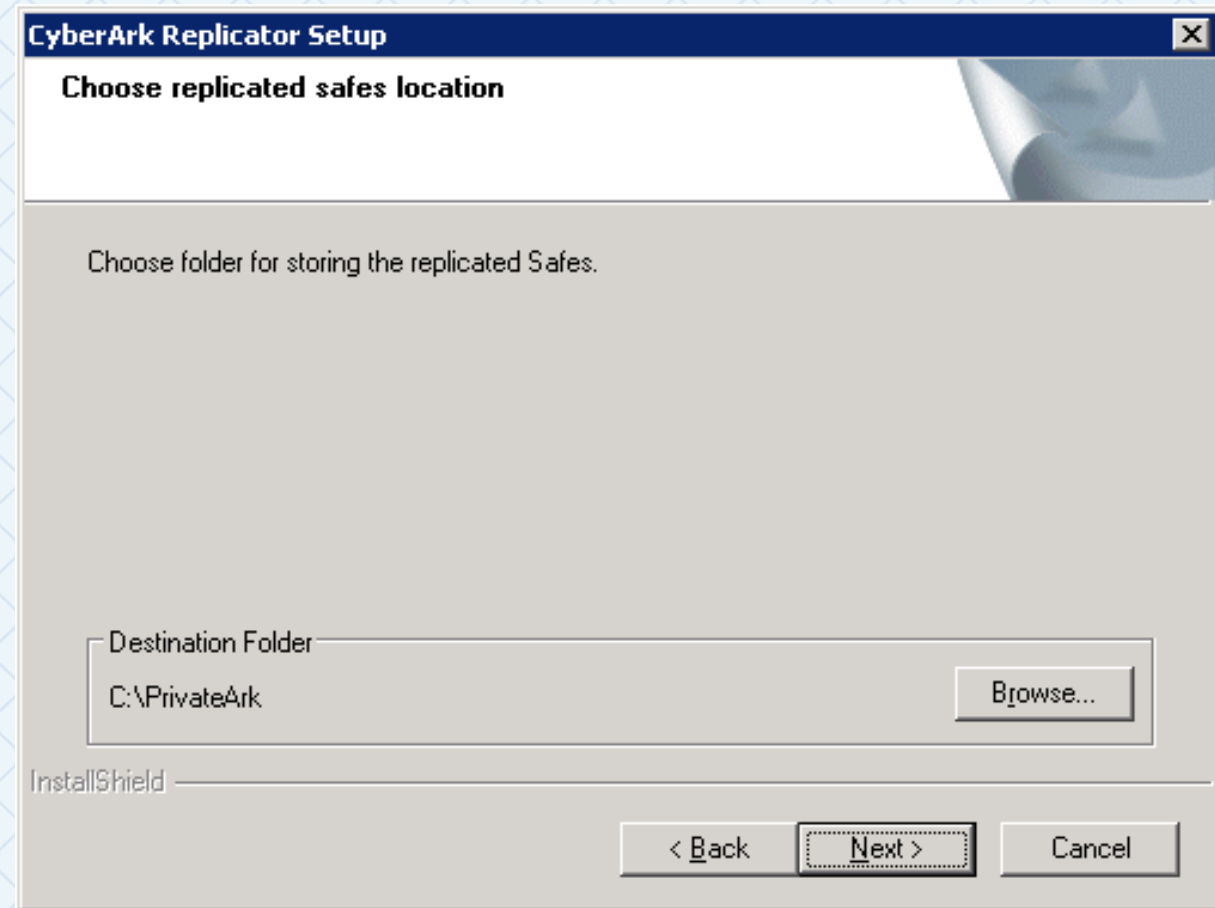 CyberArk Replicator Setup
Choose replicated safes location
Choose folder for storing the replicated Safes.
Destination Folder
C:\PrivateArk
Browse...
InstallShield
< Back
Next >
Cancel